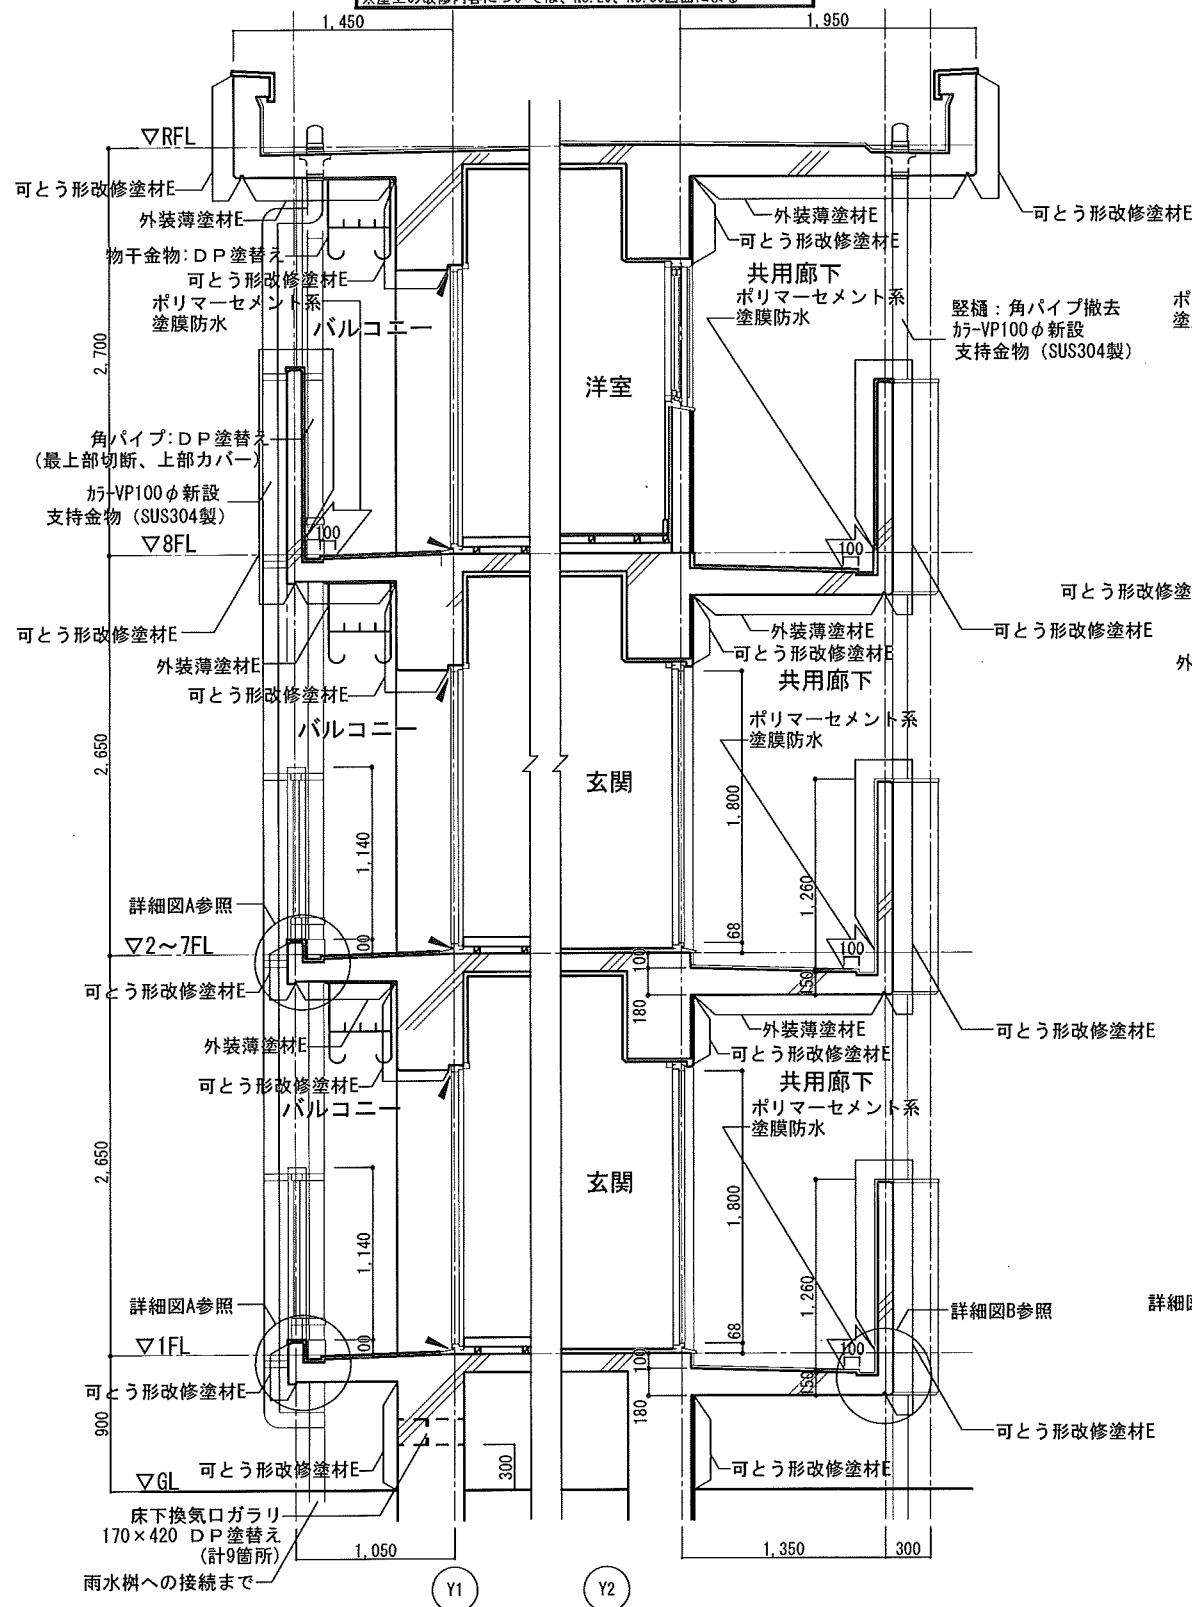 1,450
1,950
▽RFL
可とう形改修塗材E
外装薄塗材E
物干金物:DP塗替え
可とう形改修塗材E
ポリマーセメント系
塗膜防水
バルコニー
外装薄塗材E
可とう形改修塗材E
共用廊下
ポリマーセメント系
塗膜防水
可とう形改修塗材E
竪樋:角パイプ撤去
カラーVP100φ新設
支持金物(SUS304製)
洋室
2,700
角パイプ:DP塗替え
(最上部切断、上部カバー)
カラーVP100φ新設
支持金物(SUS304製)
100
100
▽8FL
可とう形改修塗材E
外装薄塗材E
可とう形改修塗材E
バルコニー
外装薄塗材E
可とう形改修塗材E
共用廊下
ポリマーセメント系
塗膜防水
可とう形改修塗材E
可とう形改修塗
外
2,650
玄関
1,140
1,800
1,260
詳細図A参照
68
100
▽2~7FL
100
150
180
可とう形改修塗材E
外装薄塗材E
可とう形改修塗材E
バルコニー
外装薄塗材E
可とう形改修塗材E
共用廊下
ポリマーセメント系
塗膜防水
可とう形改修塗材E
2,650
玄関
1,140
1,800
1,260
詳細図A参照
詳細図B参照
詳細
68
100
▽1FL
100
150
180
可とう形改修塗材E
可とう形改修塗材E
900
可とう形改修塗材E
300
可とう形改修塗材E
▽GL
床下換気口ガラリ
170×420 DP塗替え
(計9箇所)
雨水桝への接続まで
1,050
1,350
300
Y1
Y2